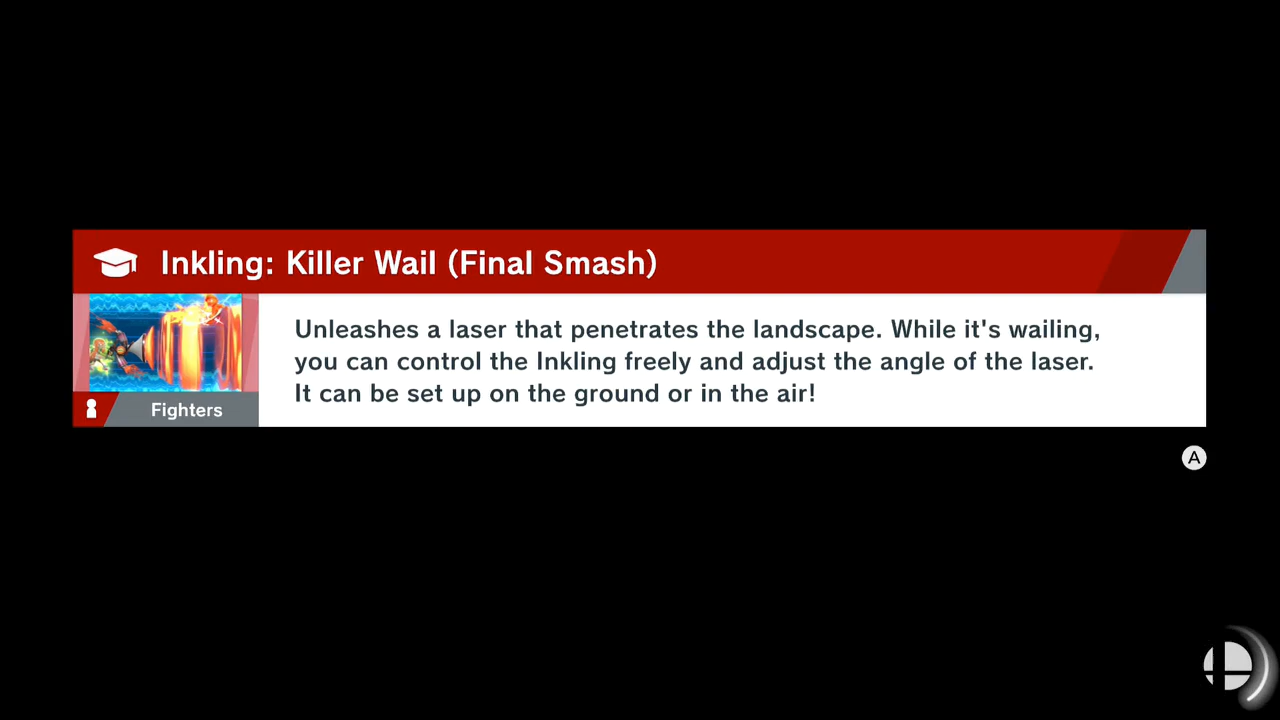 Inkling: Killer Wail (Final Smash)
Unleashes a laser that penetrates the landscape. While it's wailing,
you can control the Inkling freely and adjust the angle of the laser.
It can be set up on the ground or in the air!
Fighters
A